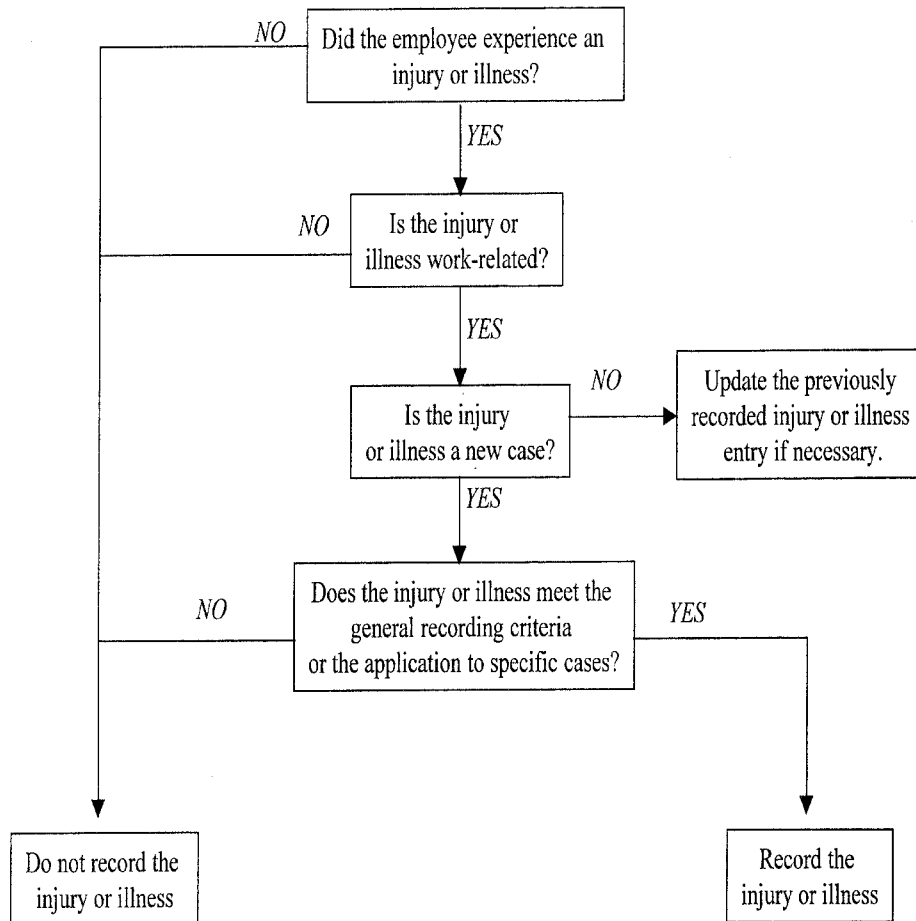 NO
Did the employee experience an
injury or illness?
YES
NO
Is the injury or
illness work-related?
YES
NO
Update the previously
recorded injury or illness
entry if necessary.
Is the injury
or illness a new case?
YES
NO
Does the injury or illness meet the
general recording criteria
or the application to specific cases?
YES
Do not record the
injury or illness
Record the
injury or illness